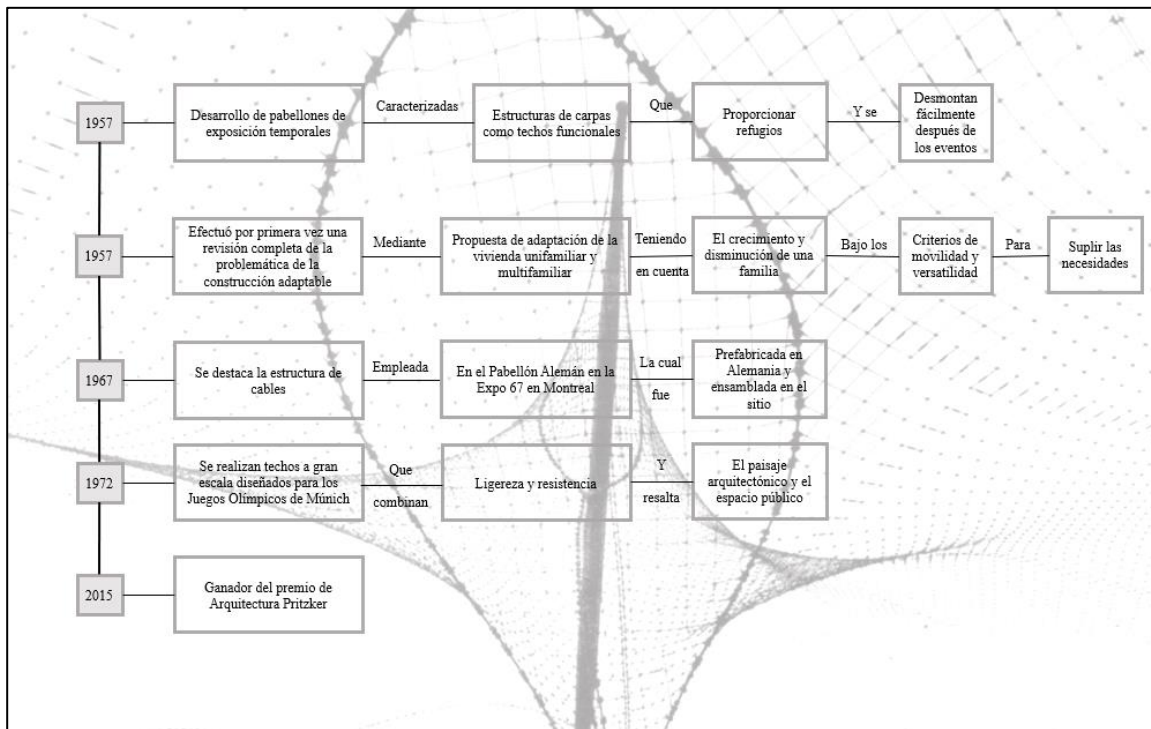 1957
Desarrollo de pabellones de
exposición temporales
Caracterizadas
Estructuras de carpas
como techos funcionales
Que
Proporcionar
refugios
Y se
Desmontan
fácilmente
después de
los eventos
1957
Efectuó por primera vez una
revisión completa de la
problemática de la
construcción adaptable
Mediante
Propuesta de adaptación de la
vivienda unifamiliar y
multifamiliar
Teniendo
en cuenta
El crecimiento y
disminución de una
familia
Bajo los
Criterios de
movilidad y
versatilidad
Para
Suplir las
necesidades
1967
Se destaca la estructura de
cables
Empleada
En el Pabellón Alemán en la
Expo 67 en Montreal
La cual
fue
Prefabricada en
Alemania y
ensamblada en el
sitio
1972
Se realizan techos a gran
escala diseñados para los
Juegos Olímpicos de Múnich
Que
combinan
Ligereza y resistencia
Y
resalta
El paisaje
arquitectónico y el
espacio público
2015
Ganador del premio de
Arquitectura Pritzker